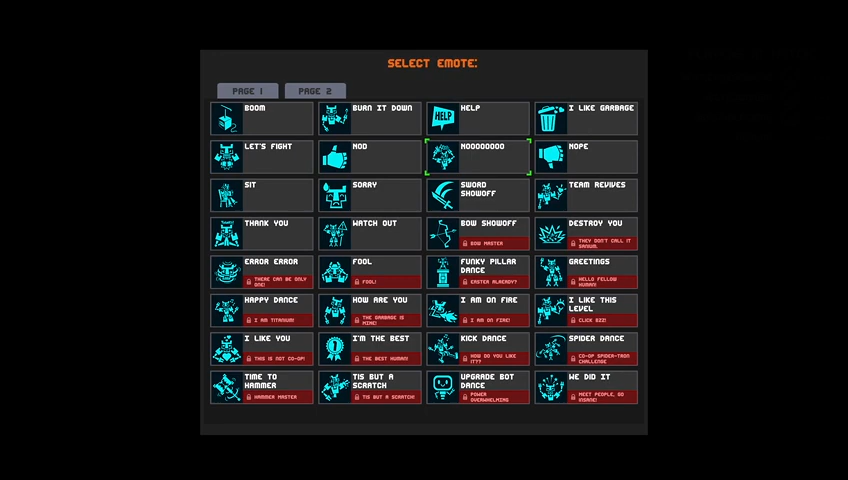 SELECT EMOTE:
PAGE 1 PAGE 2
BOOM BURN IT DOWN HELP I LIKE GARBAGE
HELP
LET'S FIGHT NOD NOOOOOOOO NOPE
SIT SORRY SWORD SHOWOFF TEAM REVIVES
THANK YOU WATCH OUT BOW SHOWOFF DESTROY YOU
BOW MASTER THEY DON'T CALL IT
ERROR ERROR FOOL FUNKY PILLAR DANCE GREETINGS
THERE CAN BE ONLY ONE! FOOL! EASTER ALREADY? HELLO FELLOW HUMAN!
HAPPY DANCE HOW ARE YOU I AM ON FIRE I LIKE THIS LEVEL
I AM TITANIUM! THE GARBAGE IS MINE! I AM ON FIRE! CLICK BZZ!
I LIKE YOU I'M THE BEST KICK DANCE SPIDER DANCE
THIS IS NOT CO-OP! THE BEST HUMAN! HOW DO YOU LIKE IT?? CO-OP SPIDER-TRON CHALLENGE
TIME TO HAMMER TIS BUT A SCRATCH UPGRADE BOT DANCE WE DID IT
HAMMER MASTER TIS BUT A SCRATCH! POWER OVERWHELMING MEET PEOPLE, GO INSANE!